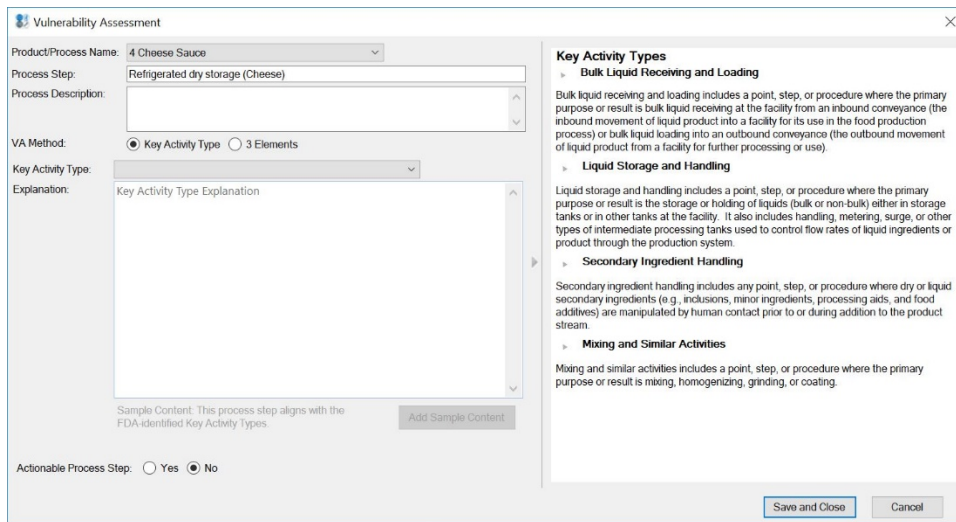 Vulnerability Assessment
Product/Process Name: 4 Cheese Sauce
Process Step: Refrigerated dry storage (Cheese)
Process Description:
VA Method: Key Activity Type 3 Elements
Key Activity Type:
Explanation: Key Activity Type Explanation
Sample Content: This process step aligns with the
FDA-identified Key Activity Types.
Add Sample Content
Actionable Process Step: Yes No
Key Activity Types
Bulk Liquid Receiving and Loading
Bulk liquid receiving and loading includes a point, step, or procedure where the primary
purpose or result is bulk liquid receiving at the facility from an inbound conveyance (the
inbound movement of liquid product into a facility for its use in the food production
process) or bulk liquid loading into an outbound conveyance (the outbound movement
of liquid product from a facility for further processing or use).
Liquid Storage and Handling
Liquid storage and handling includes a point, step, or procedure where the primary
purpose or result is the storage or holding of liquids (bulk or non-bulk) either in storage
tanks or in other tanks at the facility. It also includes handling, metering, surge, or other
types of intermediate processing tanks used to control flow rates of liquid ingredients or
product through the production system.
Secondary Ingredient Handling
Secondary ingredient handling includes any point, step, or procedure where dry or liquid
secondary ingredients (e.g., inclusions, minor ingredients, processing aids, and food
additives) are manipulated by human contact prior to or during addition to the product
stream.
Mixing and Similar Activities
Mixing and similar activities includes a point, step, or procedure where the primary
purpose or result is mixing, homogenizing, grinding, or coating.
Save and Close
Cancel